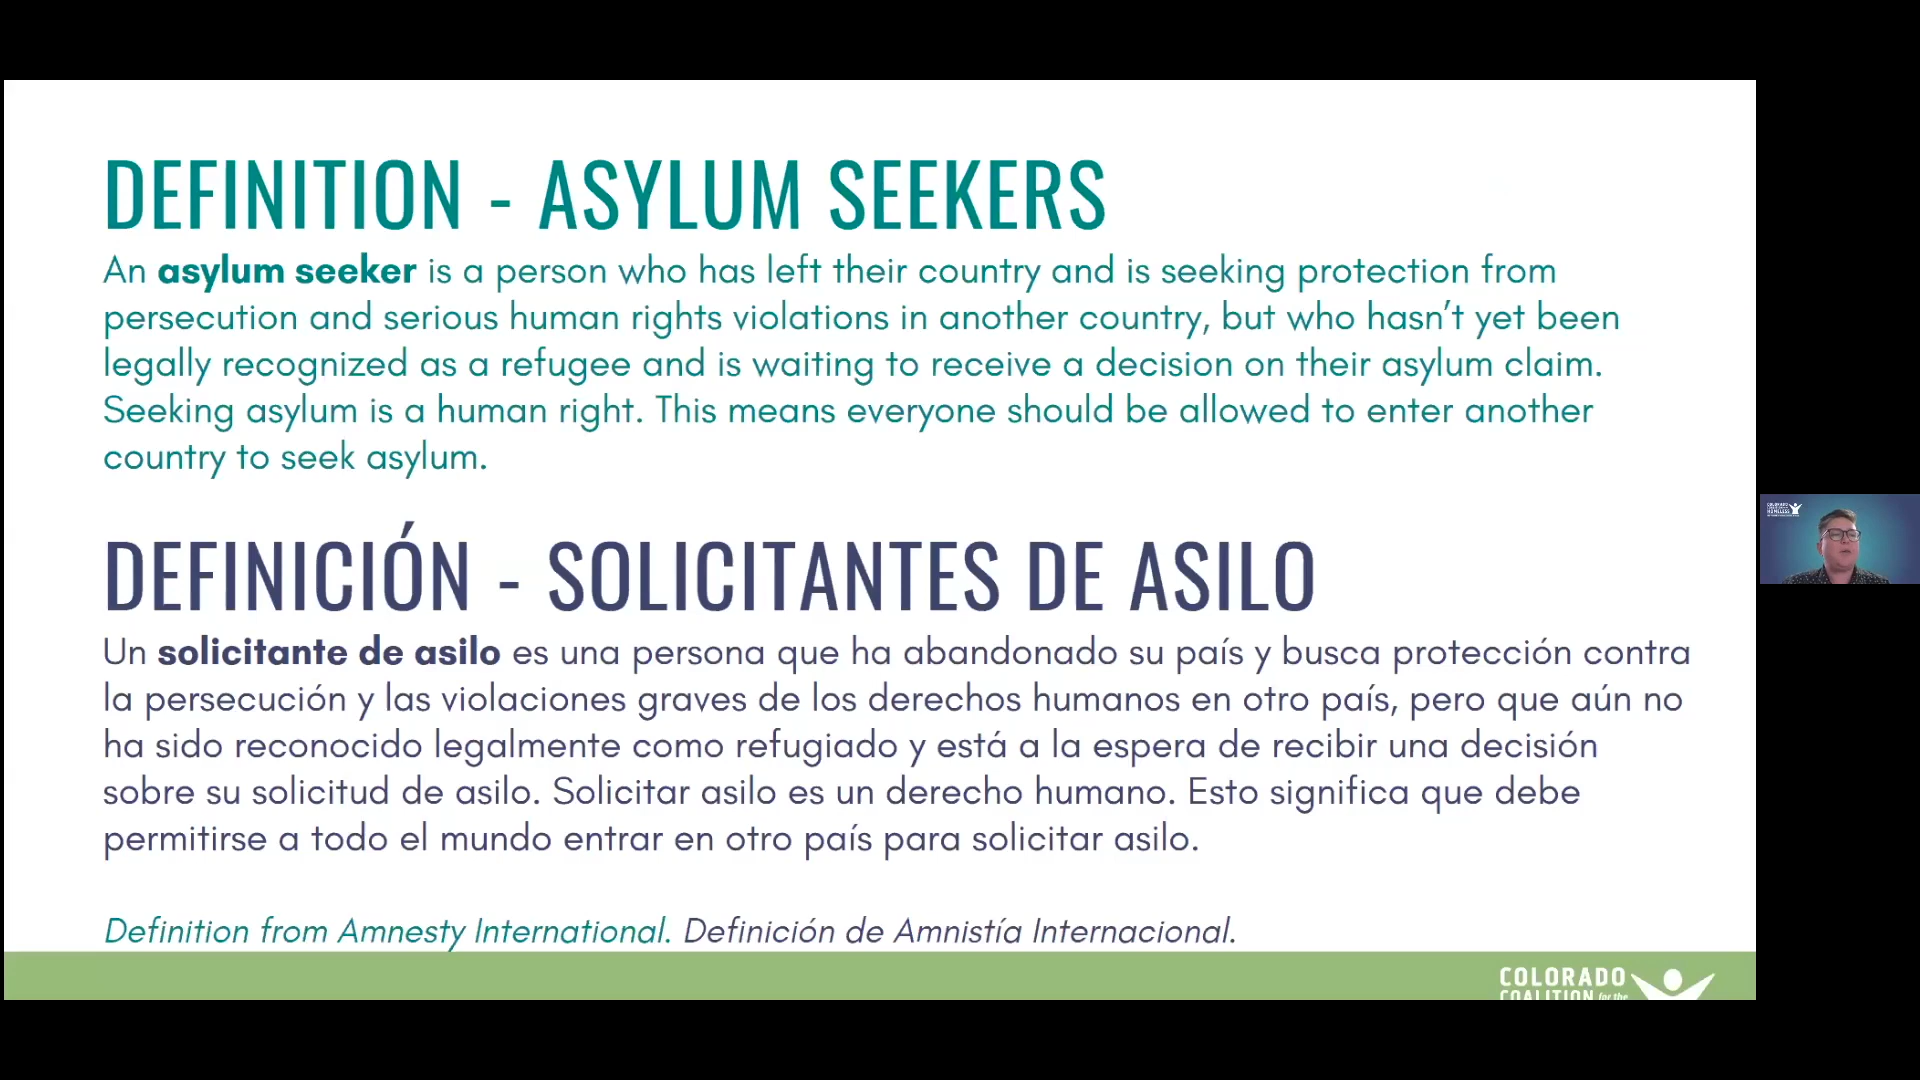 DEFINITION - ASYLUM SEEKERS
An asylum seeker is a person who has left their country and is seeking protection from
persecution and serious human rights violations in another country, but who hasn’t yet been
legally recognized as a refugee and is waiting to receive a decision on their asylum claim.
Seeking asylum is a human right. This means everyone should be allowed to enter another
country to seek asylum.
DEFINICIÓN - SOLICITANTES DE ASILO
Un solicitante de asilo es una persona que ha abandonado su país y busca protección contra
la persecución y las violaciones graves de los derechos humanos en otro país, pero que aún no
ha sido reconocido legalmente como refugiado y está a la espera de recibir una decisión
sobre su solicitud de asilo. Solicitar asilo es un derecho humano. Esto significa que debe
permitirse a todo el mundo entrar en otro país para solicitar asilo.
Definition from Amnesty International. Definición de Amnistía Internacional.
COLORADO
COALITION for the
COLORADO
HOMELESS